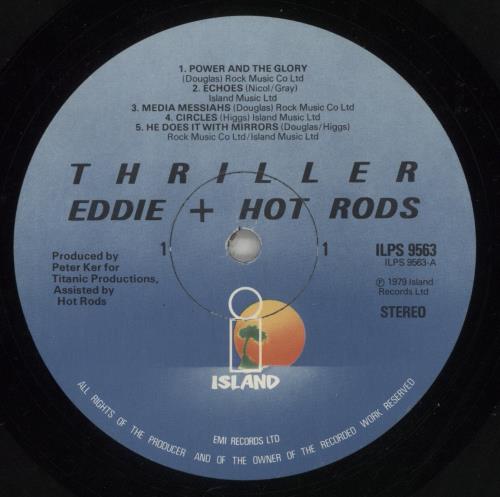 1. POWER AND THE GLORY
(Douglas) Rock Music Co Ltd
2. ECHOES (Nicol/Gray)
Island Music Ltd
3. MEDIA MESSIAHS (Douglas) Rock Music Co Ltd
4. CIRCLES (Higgs) Island Music Ltd
5. HE DOES IT WITH MIRRORS (Douglas/Higgs)
Rock Music Co Ltd/Island Music Ltd
THRILLER
EDDIE + HOT RODS
Produced by
Peter Ker for
Titanic Productions,
Assisted by
Hot Rods
1
1
ILPS 9563
ILPS 9563-A
℗ 1979 Island
Records Ltd
STEREO
i
ISLAND
EMI RECORDS LTD
ALL RIGHTS OF THE PRODUCER AND OF THE OWNER OF THE RECORDED WORK RESERVED